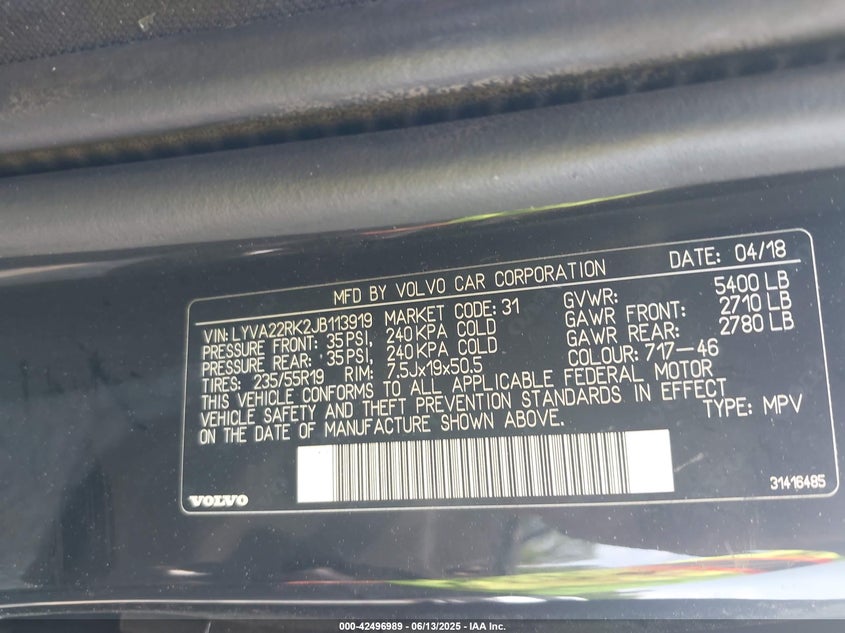 MFD BY VOLVO CAR CORPORATION DATE: 04/18
VIN: LYVA22RK2JB113919 MARKET CODE: 31 GVWR: 5400 LB
PRESSURE FRONT: 35 PSI, 240 KPA COLD GAWR FRONT: 2710 LB
PRESSURE REAR: 35 PSI, 240 KPA COLD GAWR REAR: 2780 LB
TIRES: 235/55R19 RIM: 7.5Jx19x50.5 COLOUR: 717-46
THIS VEHICLE CONFORMS TO ALL APPLICABLE FEDERAL MOTOR
VEHICLE SAFETY AND THEFT PREVENTION STANDARDS IN EFFECT
ON THE DATE OF MANUFACTURE SHOWN ABOVE. TYPE: MPV
VOLVO 31416485
000-42496989 - 06/13/2025 - IAA Inc.